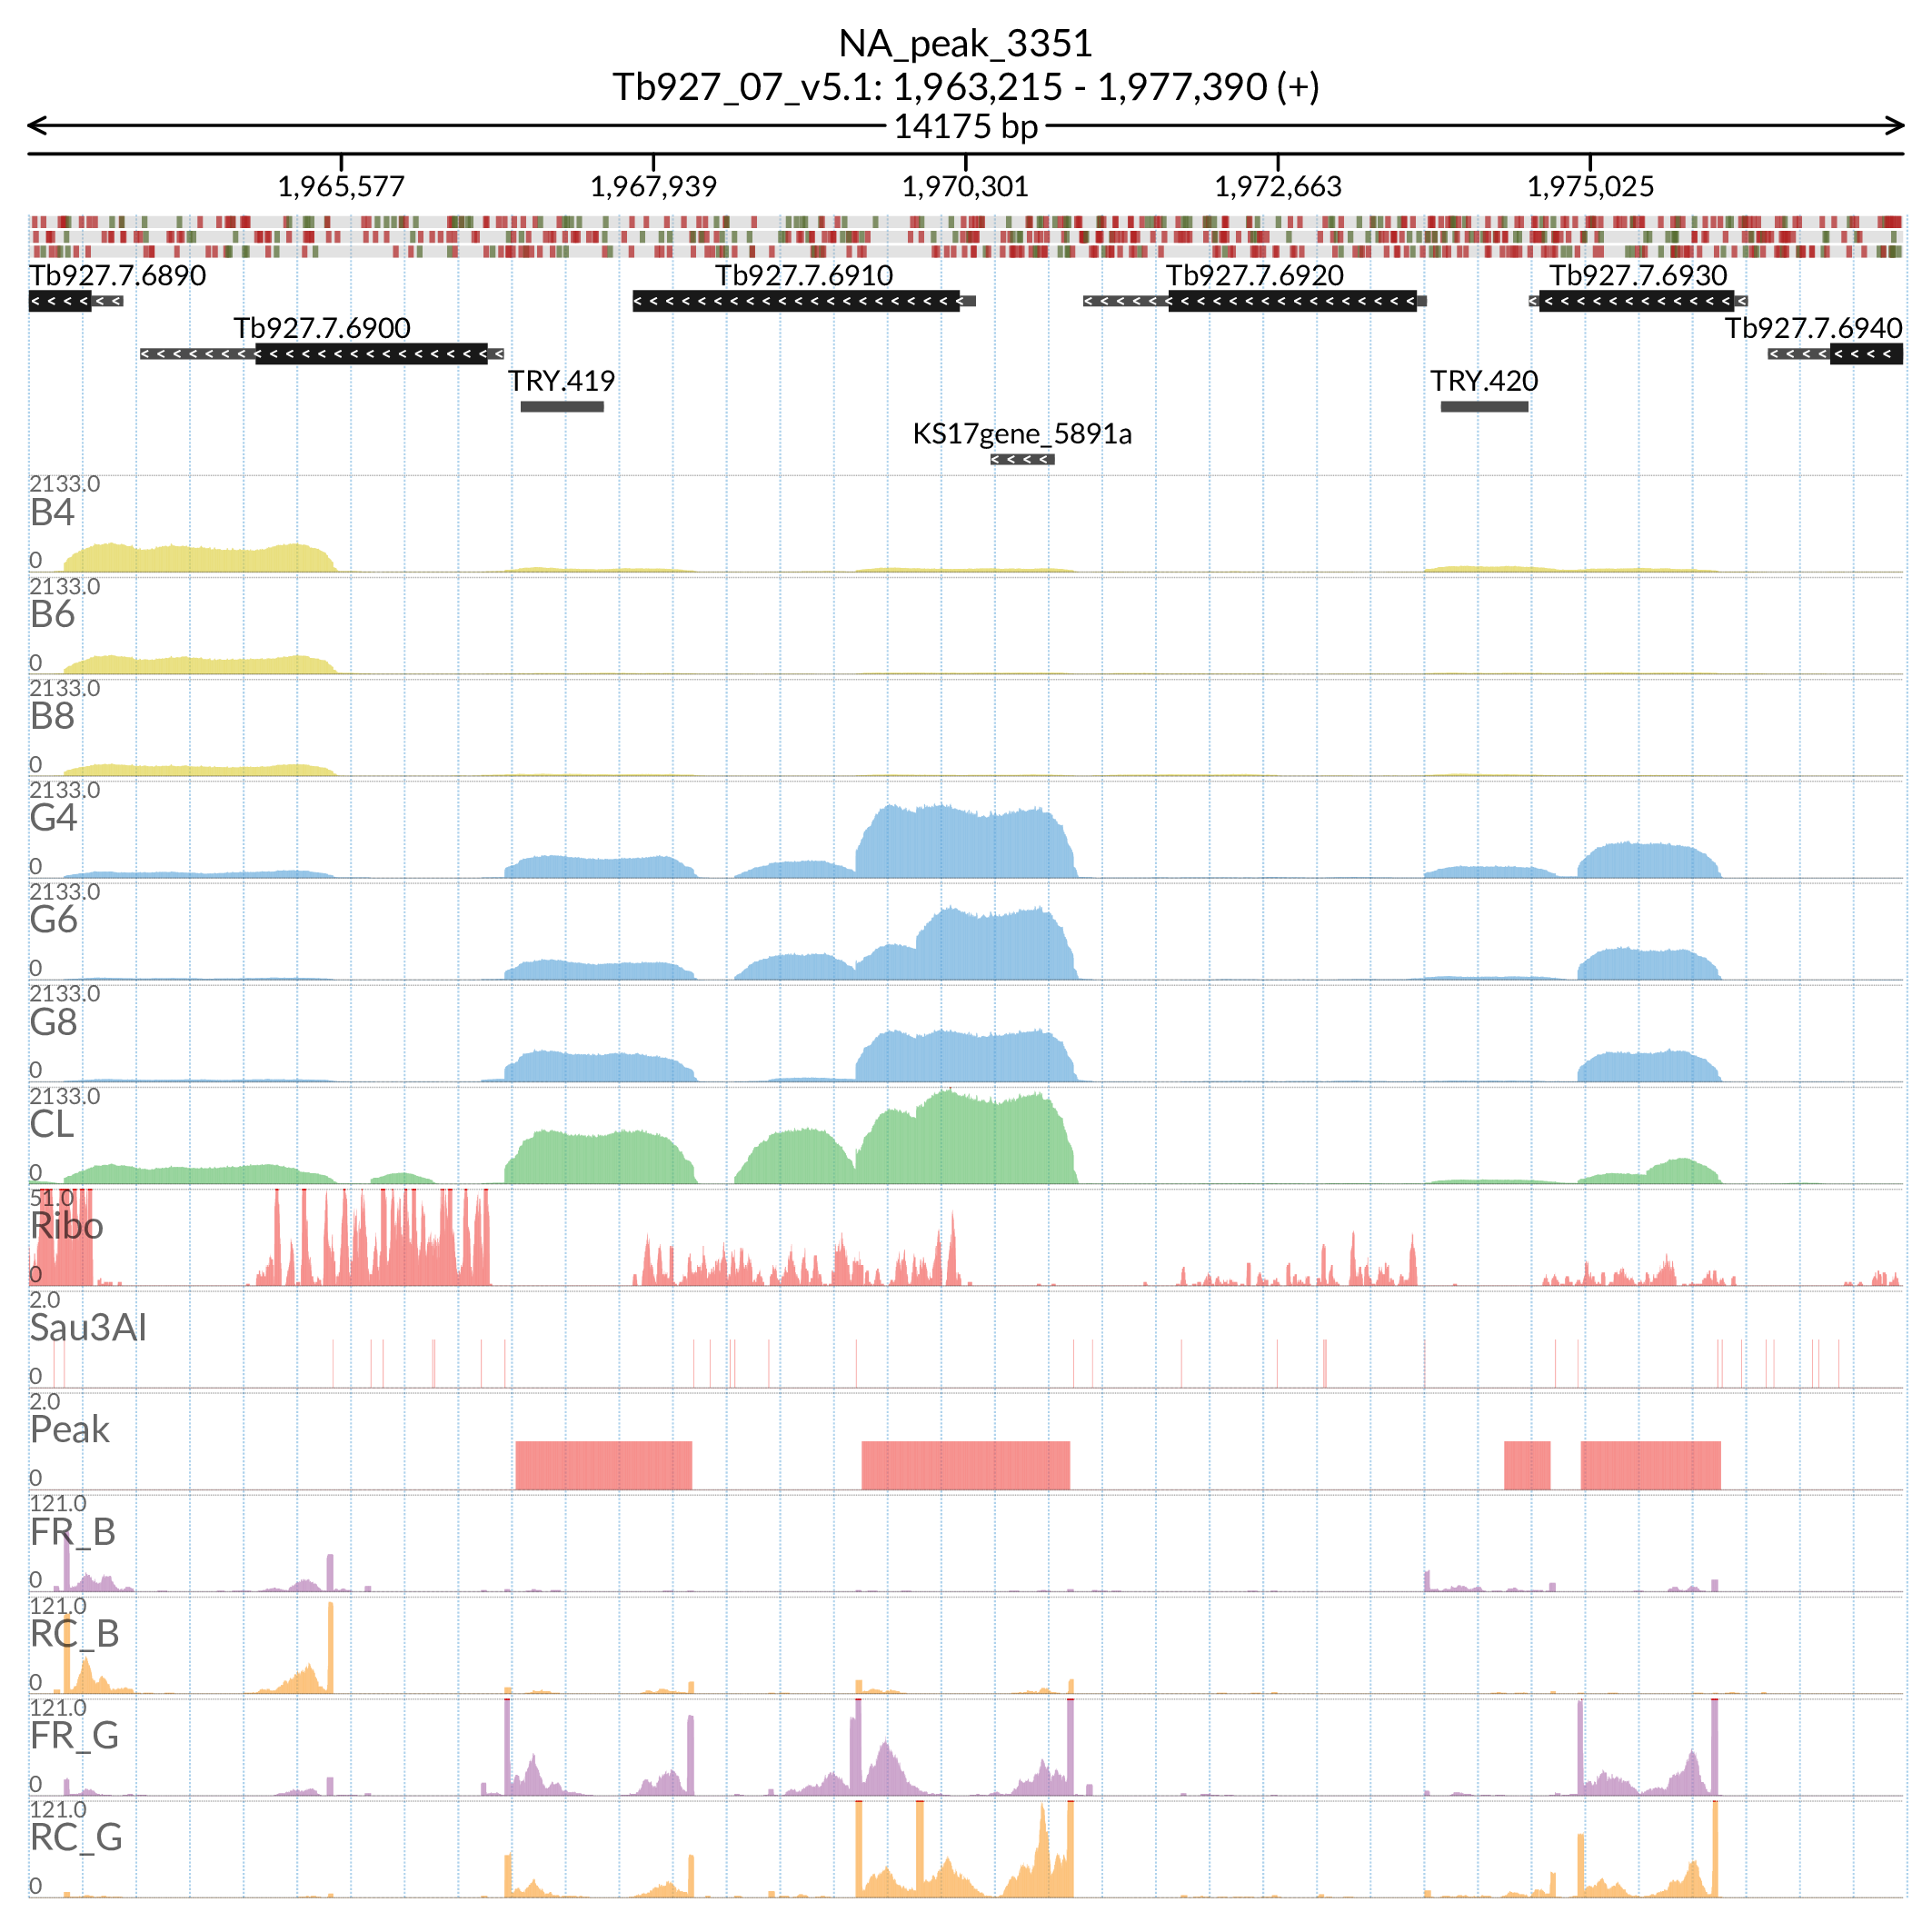 NA_peak_3351
Tb927_07_v5.1: 1,963,215 - 1,977,390 (+)
14175 bp
1,965,577 1,967,939 1,970,301 1,972,663 1,975,025
Tb927.7.6890 Tb927.7.6910 Tb927.7.6920 Tb927.7.6930
Tb927.7.6900 Tb927.7.6940
TRY.419 TRY.420
KS17gene_5891a
2133.0
B4
0
2133.0
B6
0
2133.0
B8
0
2133.0
G4
0
2133.0
G6
0
2133.0
G8
0
2133.0
CL
0
51.0
Ribo
0
2.0
Sau3AI
0
2.0
Peak
0
121.0
FR_B
0
121.0
RC_B
0
121.0
FR_G
0
121.0
RC_G
0